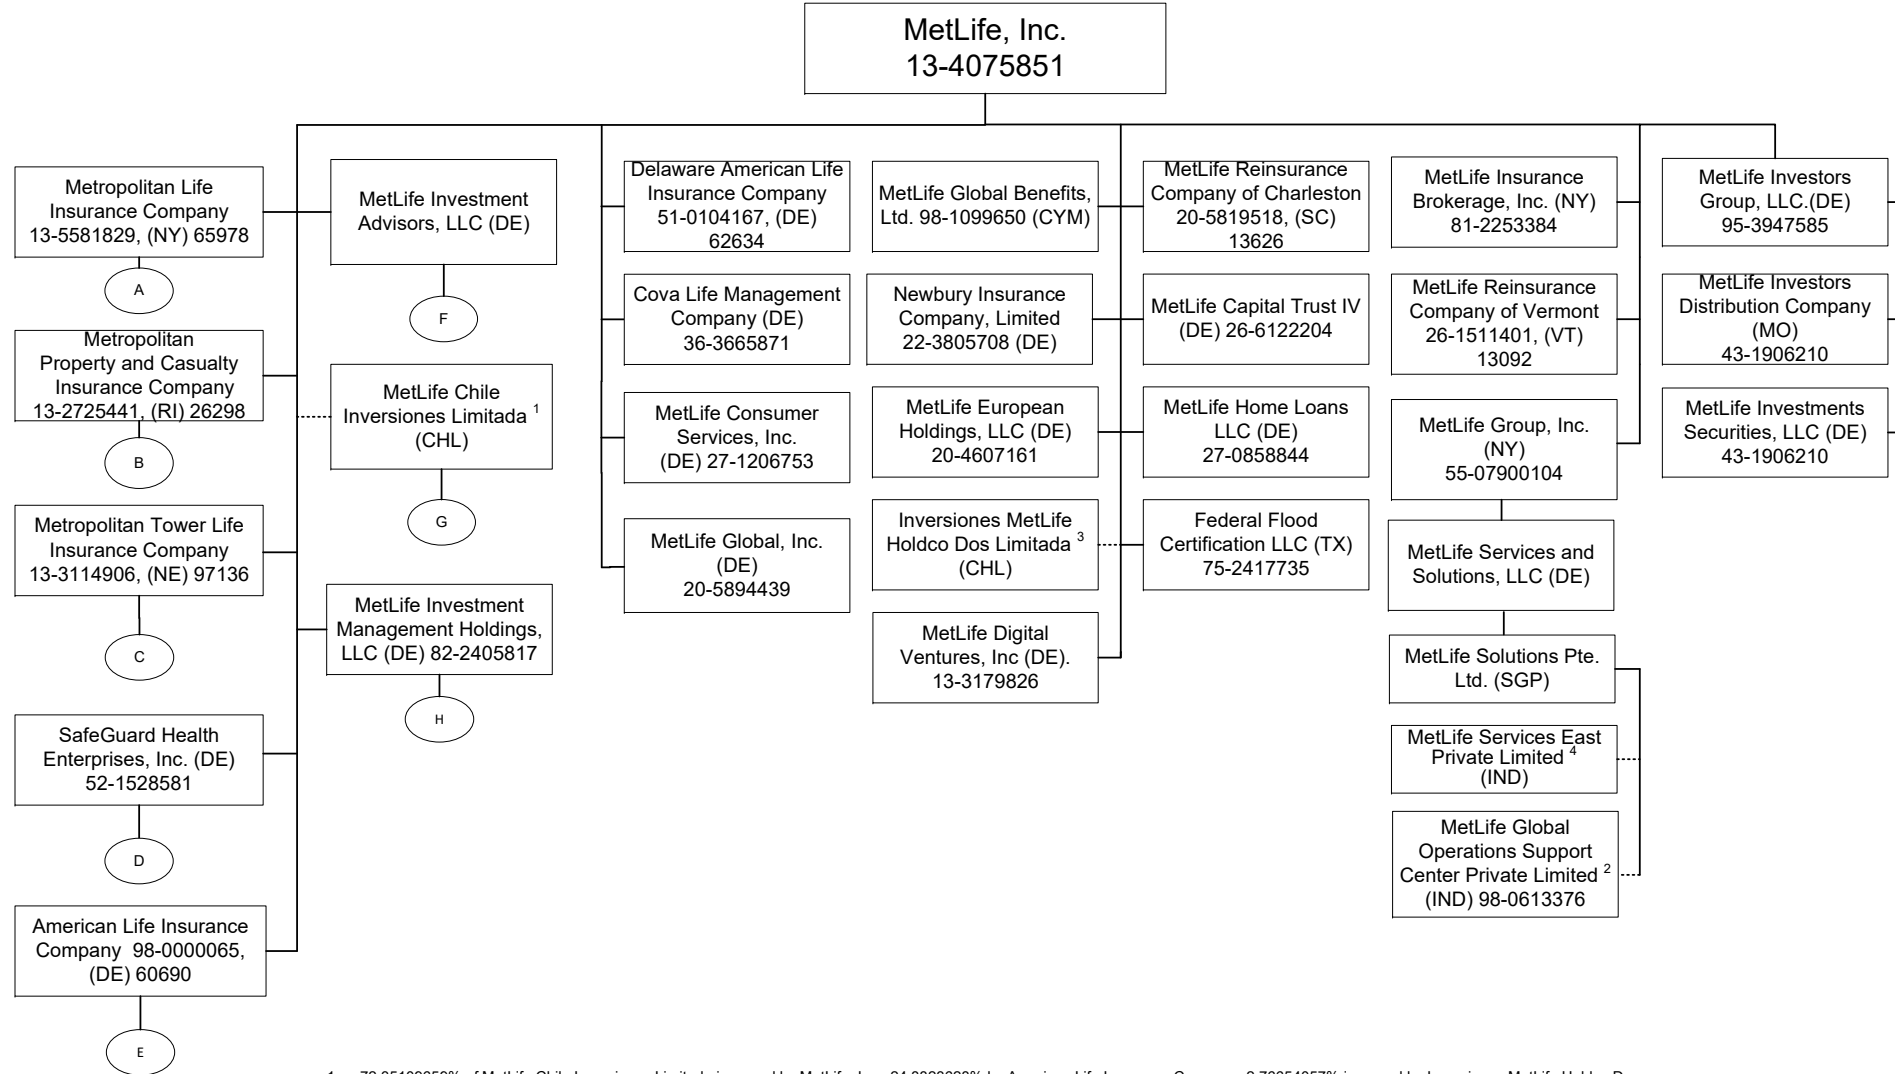 MetLife, Inc.
13-4075851
Metropolitan Life
Insurance Company
13-5581829, (NY) 65978
A
Metropolitan
Property and Casualty
Insurance Company
13-2725441, (RI) 26298
B
Metropolitan Tower Life
Insurance Company
13-3114906, (NE) 97136
C
SafeGuard Health
Enterprises, Inc. (DE)
52-1528581
D
American Life Insurance
Company 98-0000065,
(DE) 60690
E
MetLife Investment
Advisors, LLC (DE)
F
MetLife Chile
Inversiones Limitada 1
(CHL)
G
MetLife Investment
Management Holdings,
LLC (DE) 82-2405817
H
Delaware American Life
Insurance Company
51-0104167, (DE)
62634
Cova Life Management
Company (DE)
36-3665871
MetLife Consumer
Services, Inc.
(DE) 27-1206753
MetLife Global, Inc.
(DE)
20-5894439
MetLife Global Benefits,
Ltd. 98-1099650 (CYM)
Newbury Insurance
Company, Limited
22-3805708 (DE)
MetLife European
Holdings, LLC (DE)
20-4607161
Inversiones MetLife
Holdco Dos Limitada 3
(CHL)
MetLife Digital
Ventures, Inc (DE).
13-3179826
MetLife Reinsurance
Company of Charleston
20-5819518, (SC)
13626
MetLife Capital Trust IV
(DE) 26-6122204
MetLife Home Loans
LLC (DE)
27-0858844
Federal Flood
Certification LLC (TX)
75-2417735
MetLife Insurance
Brokerage, Inc. (NY)
81-2253384
MetLife Reinsurance
Company of Vermont
26-1511401, (VT)
13092
MetLife Group, Inc.
(NY)
55-07900104
MetLife Services and
Solutions, LLC (DE)
MetLife Solutions Pte.
Ltd. (SGP)
MetLife Services East
Private Limited 4
(IND)
MetLife Global
Operations Support
Center Private Limited 2
(IND) 98-0613376
MetLife Investors
Group, LLC.(DE)
95-3947585
MetLife Investors
Distribution Company
(MO)
43-1906210
MetLife Investments
Securities, LLC (DE)
43-1906210